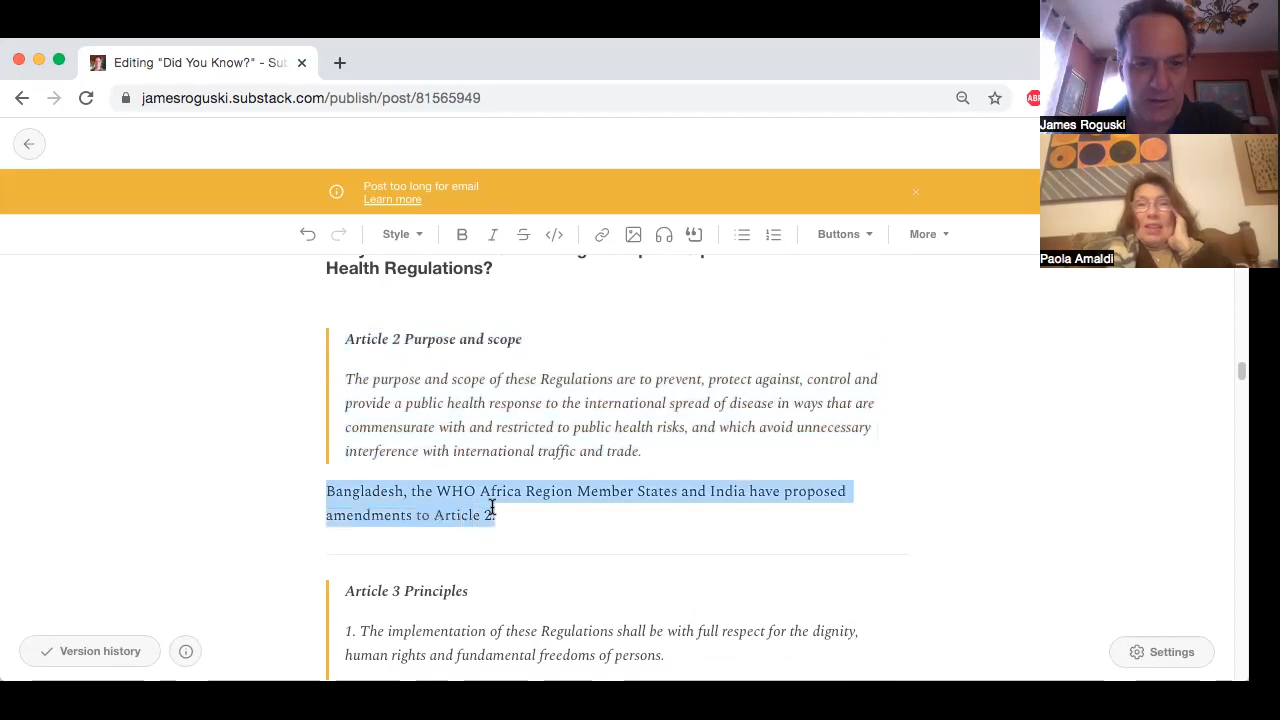 Editing "Did You Know?" - Sub
jamesroguski.substack.com/publish/post/81565949
ABP
James Roguski
Paola Amaldi
Post too long for email
Learn more
Style
Buttons
More
Health Regulations?
Article 2 Purpose and scope
The purpose and scope of these Regulations are to prevent, protect against, control and
provide a public health response to the international spread of disease in ways that are
commensurate with and restricted to public health risks, and which avoid unnecessary
interference with international traffic and trade.
Bangladesh, the WHO Africa Region Member States and India have proposed
amendments to Article 2.
Article 3 Principles
1. The implementation of these Regulations shall be with full respect for the dignity,
human rights and fundamental freedoms of persons.
Version history
Settings